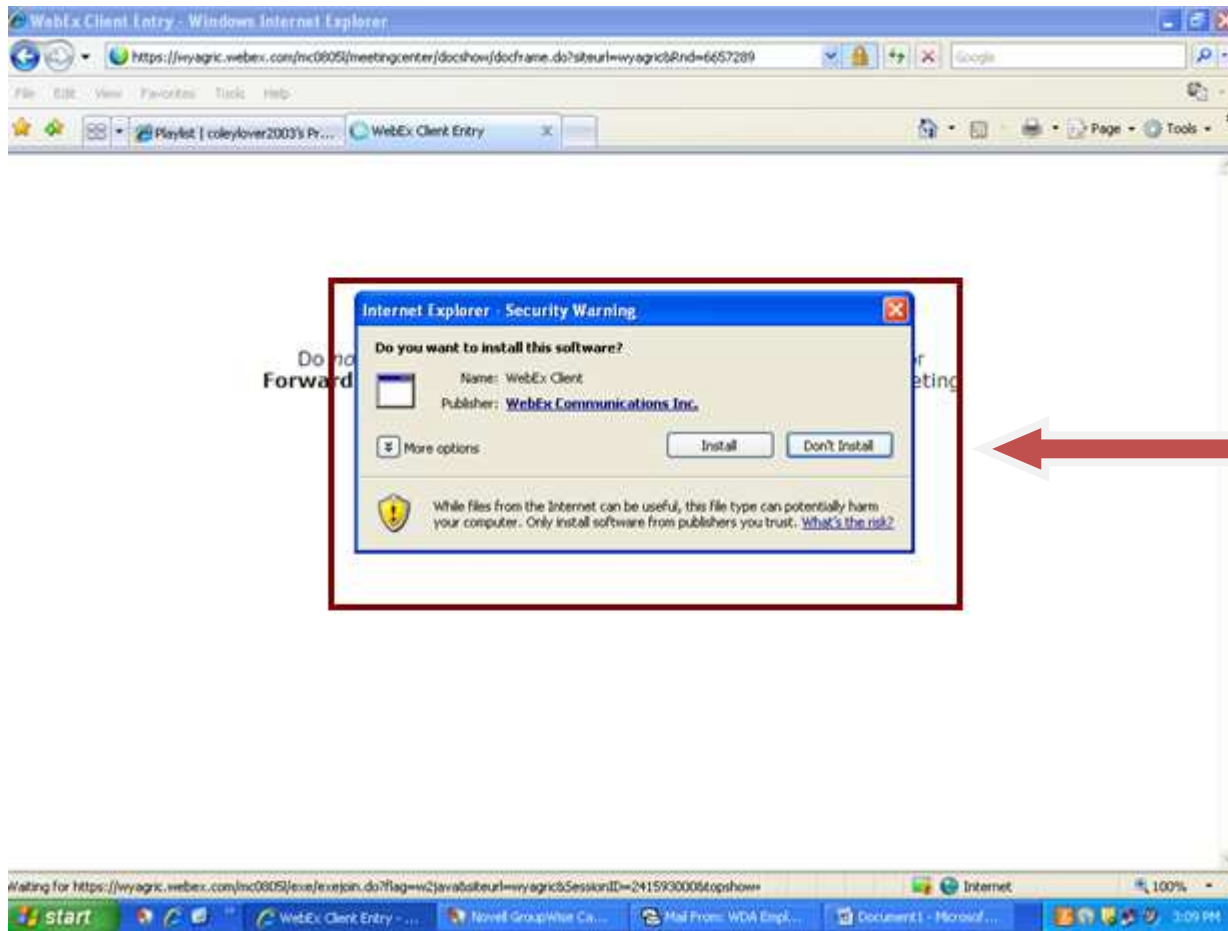 WebEx Client Entry - Windows Internet Explorer
https://wyagric.webex.com/mc0805l/meetingcenter/docshow/docframe.do?siteurl=wyagric&Rnd=6657289
Google
File Edit View Favorites Tools Help
Playlist | coleylover2003's Pr...
WebEx Client Entry
Page
Tools
Internet Explorer - Security Warning
Do you want to install this software?
Name: WebEx Client
Publisher: WebEx Communications Inc.
More options
Install
Don't Install
While files from the Internet can be useful, this file type can potentially harm
your computer. Only install software from publishers you trust. What's the risk?
Do no
r
Forward
eting
Waiting for https://wyagric.webex.com/mc0805l/exe/exejoin.do?flag=w2java&siteurl=wyagric&SessionID=241593000&topshow=
Internet
100%
start
WebEx Client Entry - ...
Novell GroupWise Ca...
Mail From: WDA Empl...
Document1 - Microsof...
3:09 PM